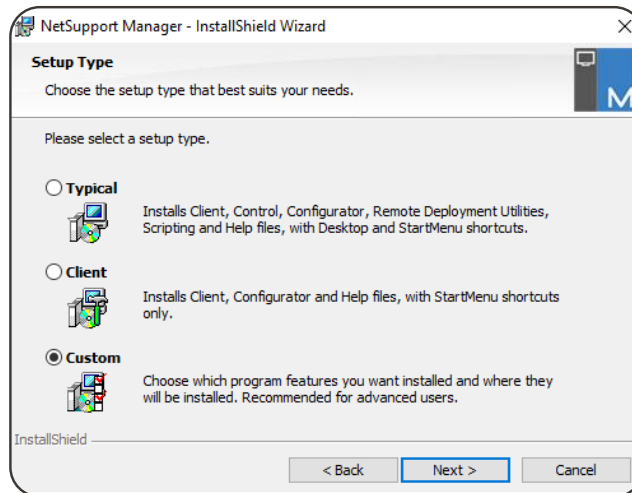 NetSupport Manager - InstallShield Wizard
Setup Type
Choose the setup type that best suits your needs.
M
Please select a setup type.
Typical
Installs Client, Control, Configurator, Remote Deployment Utilities,
Scripting and Help files, with Desktop and StartMenu shortcuts.
Client
Installs Client, Configurator and Help files, with StartMenu shortcuts
only.
Custom
Choose which program features you want installed and where they
will be installed. Recommended for advanced users.
InstallShield
< Back
Next >
Cancel